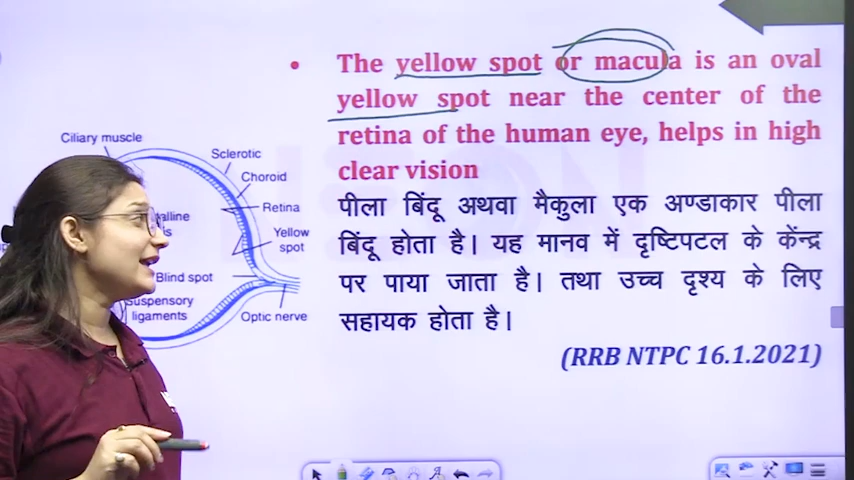 • The yellow spot or macula is an oval
yellow spot near the center of the
retina of the human eye, helps in high
clear vision
पीला बिंदू अथवा मैकुला एक अण्डाकार पीला
बिंदू होता है। यह मानव में दृष्टिपटल के केंन्द्र
पर पाया जाता है। तथा उच्च दृश्य के लिए
सहायक होता है।
(RRB NTPC 16.1.2021)
Ciliary muscle
Sclerotic
Choroid
Retina
Yellow
spot
Blind spot
Suspensory
ligaments
Optic nerve